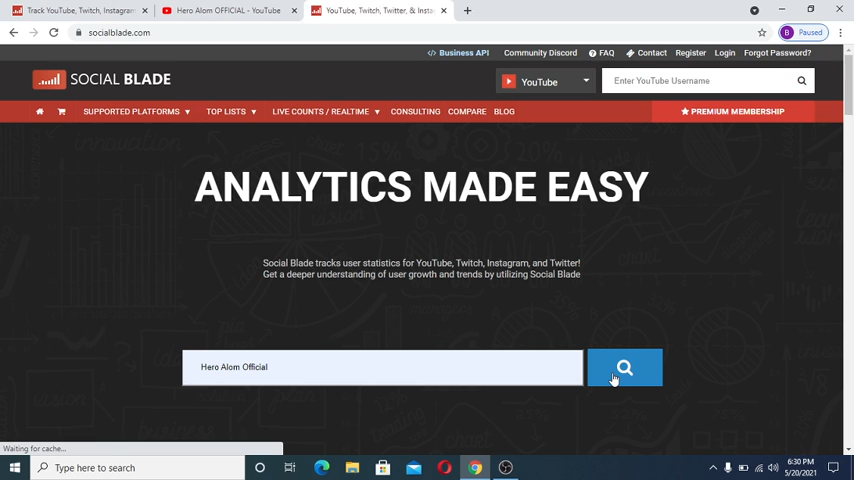 Track YouTube, Twitch, Instagram
Hero Alom OFFICIAL - YouTube
YouTube, Twitch, Twitter, & Insta
socialblade.com
B Paused
</> Business API Community Discord FAQ Contact Register Login Forgot Password?
SOCIAL BLADE
YouTube
Enter YouTube Username
SUPPORTED PLATFORMS TOP LISTS LIVE COUNTS / REALTIME CONSULTING COMPARE BLOG PREMIUM MEMBERSHIP
innovation
15%
10%
chart
ANALYTICS MADE EASY
Social Blade tracks user statistics for YouTube, Twitch, Instagram, and Twitter!
Get a deeper understanding of user growth and trends by utilizing Social Blade
Hero Alom Official
Waiting for cache...
Type here to search
6:30 PM
5/20/2021